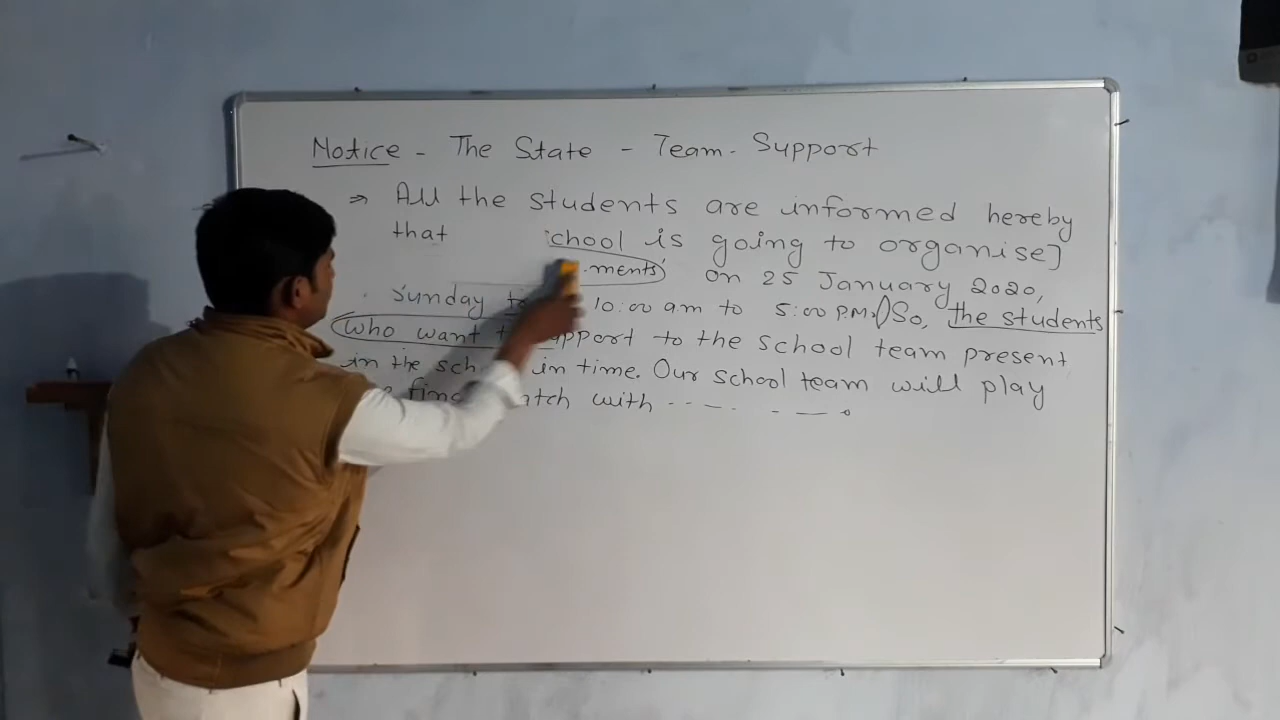 Notice - The State - Team - Support
⇒ All the students are informed hereby
that chool is going to organise]
ments' on 25 January 2020,
Sunday 10:00 am to 5:00 P.M.) So, the students
who want t upport to the school team present
in the sch in time. Our school team will play
fin atch with -----.